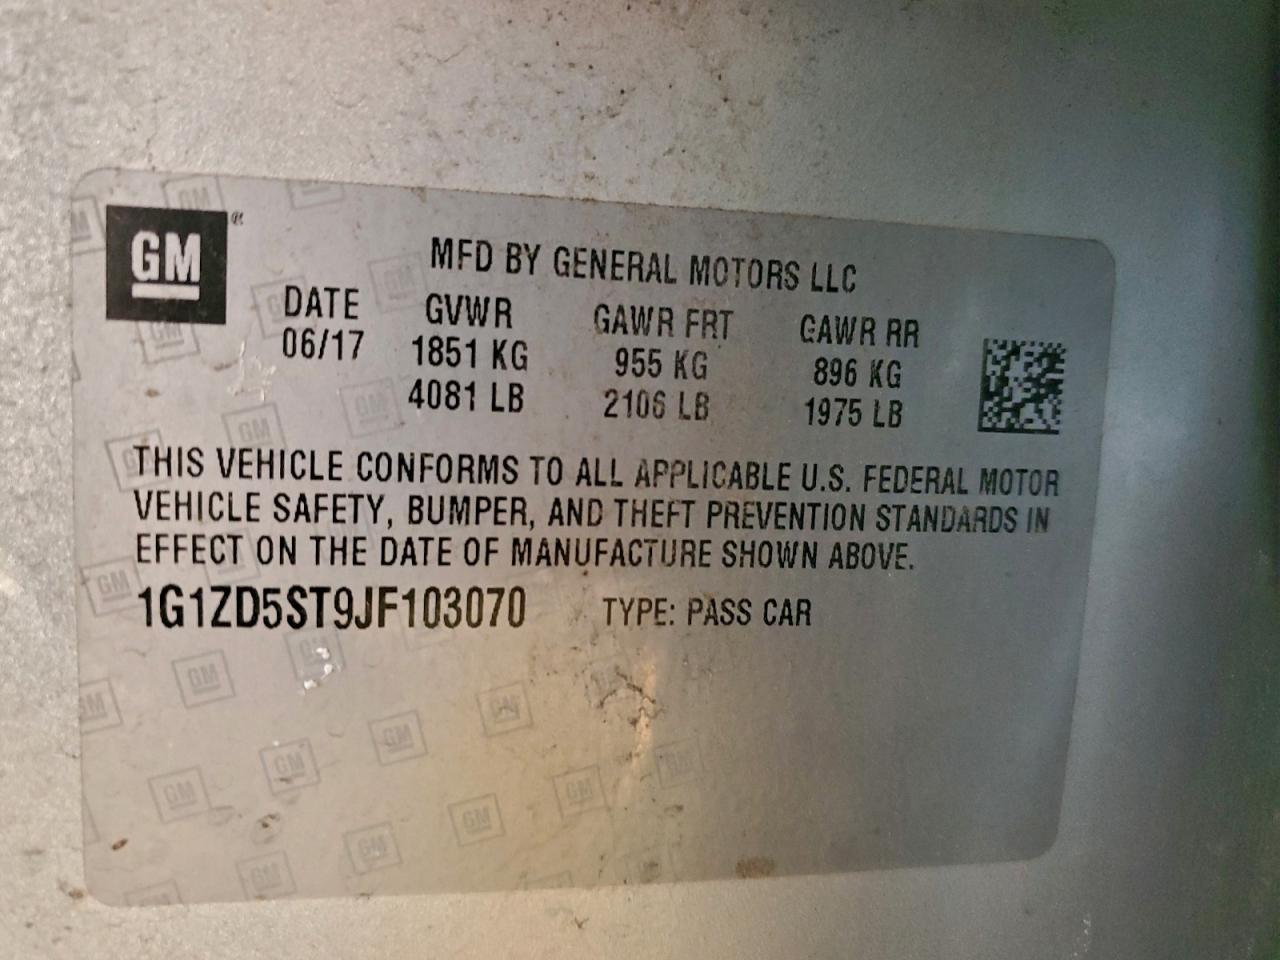 GM®
MFD BY GENERAL MOTORS LLC
DATE GVWR GAWR FRT GAWR RR
06/17 1851 KG 955 KG 896 KG
4081 LB 2106 LB 1975 LB
THIS VEHICLE CONFORMS TO ALL APPLICABLE U.S. FEDERAL MOTOR
VEHICLE SAFETY, BUMPER, AND THEFT PREVENTION STANDARDS IN
EFFECT ON THE DATE OF MANUFACTURE SHOWN ABOVE.
1G1ZD5ST9JF103070 TYPE: PASS CAR